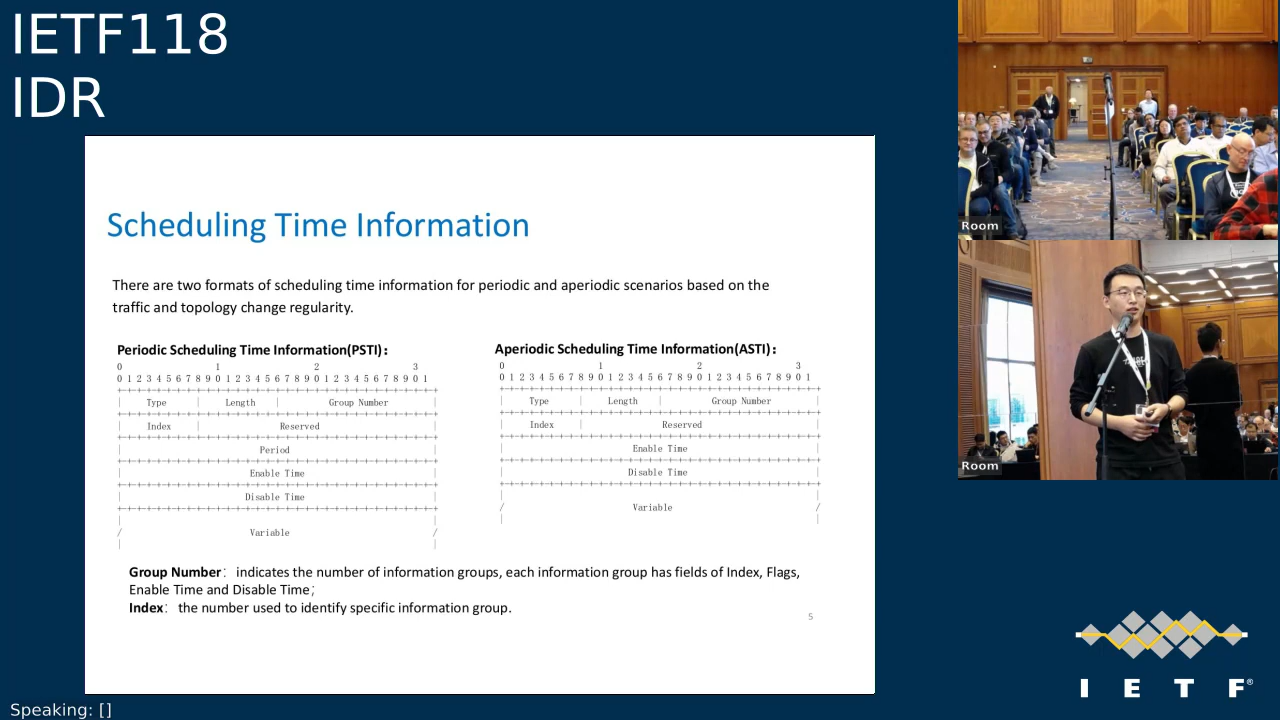 IETF118
IDR
Scheduling Time Information
There are two formats of scheduling time information for periodic and aperiodic scenarios based on the
traffic and topology change regularity.
Periodic Scheduling Time Information(PSTI):
0 1 2 3
0 1 2 3 4 5 6 7 8 9 0 1 2 3 4 5 6 7 8 9 0 1 2 3 4 5 6 7 8 9 0 1
+-+-+-+-+-+-+-+-+-+-+-+-+-+-+-+-+-+-+-+-+-+-+-+-+-+-+-+-+-+-+-+-+
| Type | Length | Group Number |
+-+-+-+-+-+-+-+-+-+-+-+-+-+-+-+-+-+-+-+-+-+-+-+-+-+-+-+-+-+-+-+-+
| Index | Reserved |
+-+-+-+-+-+-+-+-+-+-+-+-+-+-+-+-+-+-+-+-+-+-+-+-+-+-+-+-+-+-+-+-+
| Period |
+-+-+-+-+-+-+-+-+-+-+-+-+-+-+-+-+-+-+-+-+-+-+-+-+-+-+-+-+-+-+-+-+
| Enable Time |
+-+-+-+-+-+-+-+-+-+-+-+-+-+-+-+-+-+-+-+-+-+-+-+-+-+-+-+-+-+-+-+-+
| Disable Time |
+-+-+-+-+-+-+-+-+-+-+-+-+-+-+-+-+-+-+-+-+-+-+-+-+-+-+-+-+-+-+-+-+
| |
/ Variable /
| |
Aperiodic Scheduling Time Information(ASTI):
0 1 2 3
0 1 2 3 4 5 6 7 8 9 0 1 2 3 4 5 6 7 8 9 0 1 2 3 4 5 6 7 8 9 0 1
+-+-+-+-+-+-+-+-+-+-+-+-+-+-+-+-+-+-+-+-+-+-+-+-+-+-+-+-+-+-+-+-+
| Type | Length | Group Number |
+-+-+-+-+-+-+-+-+-+-+-+-+-+-+-+-+-+-+-+-+-+-+-+-+-+-+-+-+-+-+-+-+
| Index | Reserved |
+-+-+-+-+-+-+-+-+-+-+-+-+-+-+-+-+-+-+-+-+-+-+-+-+-+-+-+-+-+-+-+-+
| Enable Time |
+-+-+-+-+-+-+-+-+-+-+-+-+-+-+-+-+-+-+-+-+-+-+-+-+-+-+-+-+-+-+-+-+
| Disable Time |
+-+-+-+-+-+-+-+-+-+-+-+-+-+-+-+-+-+-+-+-+-+-+-+-+-+-+-+-+-+-+-+-+
| |
/ Variable /
| |
Group Number： indicates the number of information groups, each information group has fields of Index, Flags,
Enable Time and Disable Time；
Index： the number used to identify specific information group.
5
Room
Room
I E T F®
Speaking: []